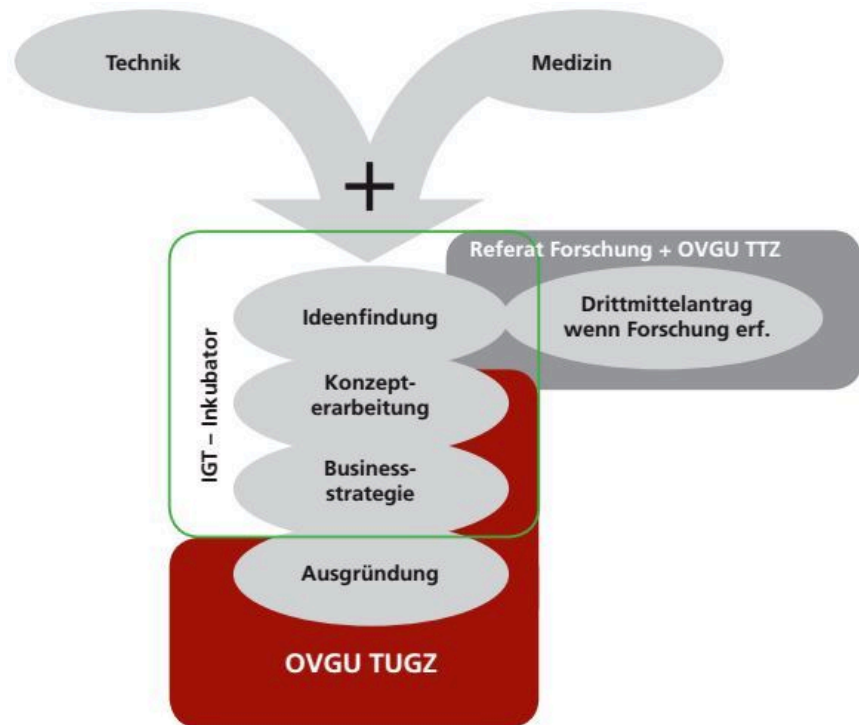 Technik
Medizin
+
Referat Forschung + OVGU TTZ
Ideenfindung
Drittmittelantrag
wenn Forschung erf.
IGT – Inkubator
Konzept-
erarbeitung
Business-
strategie
Ausgründung
OVGU TUGZ